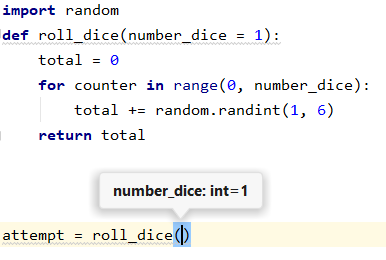 import random
def roll_dice(number_dice = 1):
    total = 0
    for counter in range(0, number_dice):
        total += random.randint(1, 6)
    return total
number_dice: int=1
attempt = roll_dice()